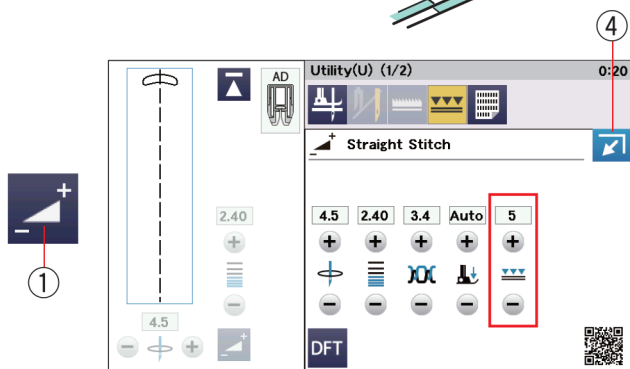 ④
AD
Utility(U) (1/2) 0:20
Straight Stitch
①
2.40
4.5
4.5 2.40 3.4 Auto 5
DFT